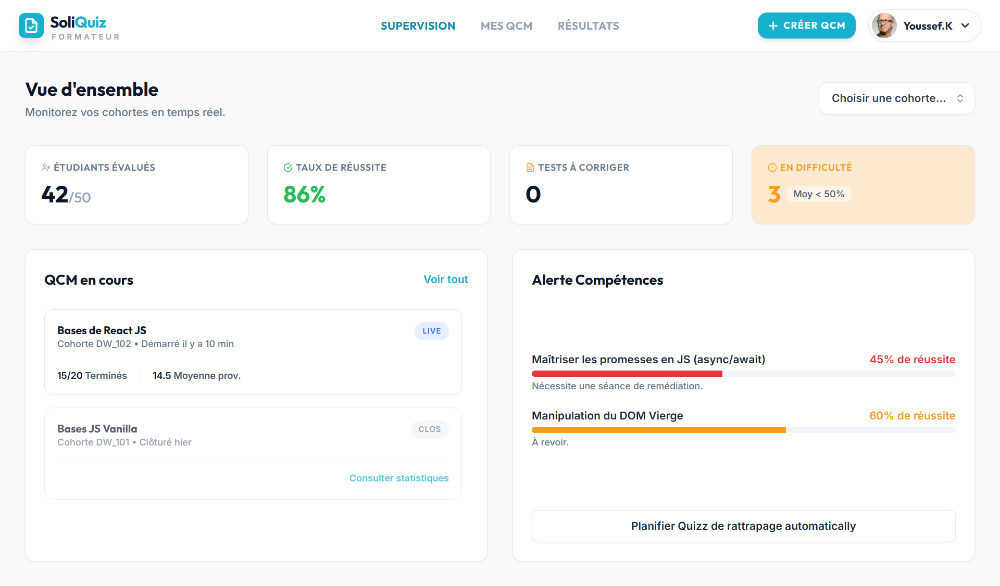 SoliQuiz
FORMATEUR
SUPERVISION
MES QCM
RÉSULTATS
CRÉER QCM
Youssef.K
Vue d'ensemble
Monitorez vos cohortes en temps réel.
Choisir une cohorte...
ÉTUDIANTS ÉVALUÉS
42/50
TAUX DE RÉUSSITE
86%
TESTS À CORRIGER
0
EN DIFFICULTÉ
3 Moy < 50%
QCM en cours
Voir tout
Bases de React JS
LIVE
Cohorte DW_102 • Démarré il y a 10 min
15/20 Terminés
14.5 Moyenne prov.
Bases JS Vanilla
CLOS
Cohorte DW_101 • Clôturé hier
Consulter statistiques
Alerte Compétences
Maîtriser les promesses en JS (async/await)
45% de réussite
Nécessite une séance de remédiation.
Manipulation du DOM Vierge
60% de réussite
À revoir.
Planifier Quizz de rattrapage automatically